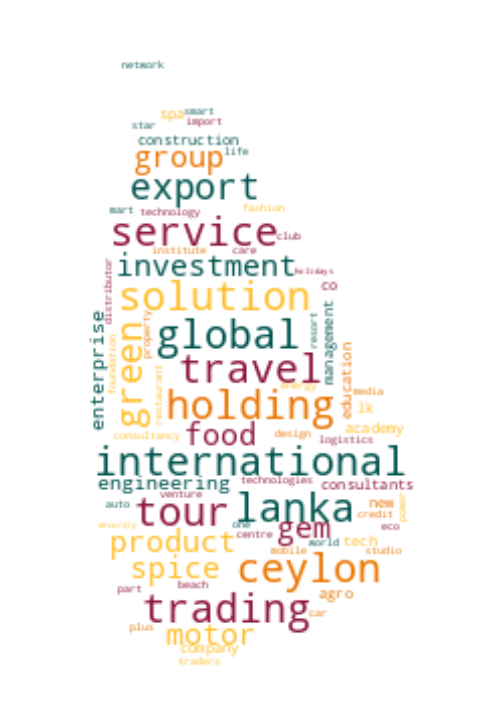 network
spa smart
star import
construction
group life
export
mart technology fashion
service club
institute care
investment holidays
distributor
solution co
green property global resort management
enterprise foundation
travel
restaurant energy education
holding media
lk
consultancy food design academy
logistics
international
engineering technologies consultants
venture
auto tour lanka new power
credit
security one gem eco
centre
product world tech
mobile studio
spice ceylon
part beach
agro
trading car
plus motor
company
traders